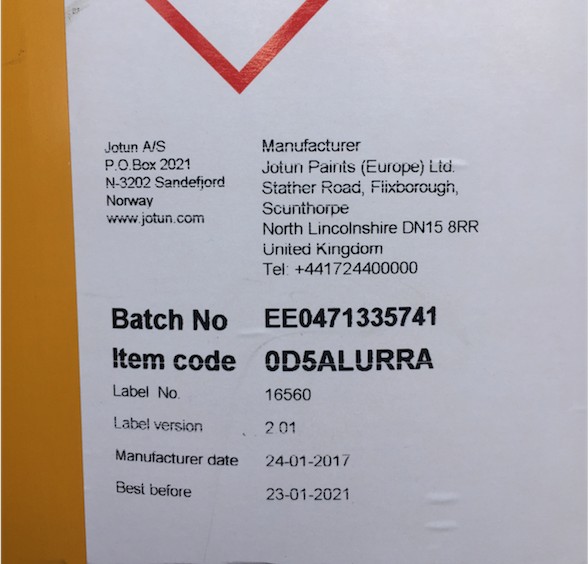 Jotun A/S
P.O.Box 2021
N-3202 Sandefjord
Norway
www.jotun.com
Manufacturer
Jotun Paints (Europe) Ltd.
Stather Road, Flixborough,
Scunthorpe
North Lincolnshire DN15 8RR
United Kingdom
Tel: +441724400000
Batch No EE0471335741
Item code 0D5ALURRA
Label No. 16560
Label version 2.01
Manufacturer date 24-01-2017
Best before 23-01-2021